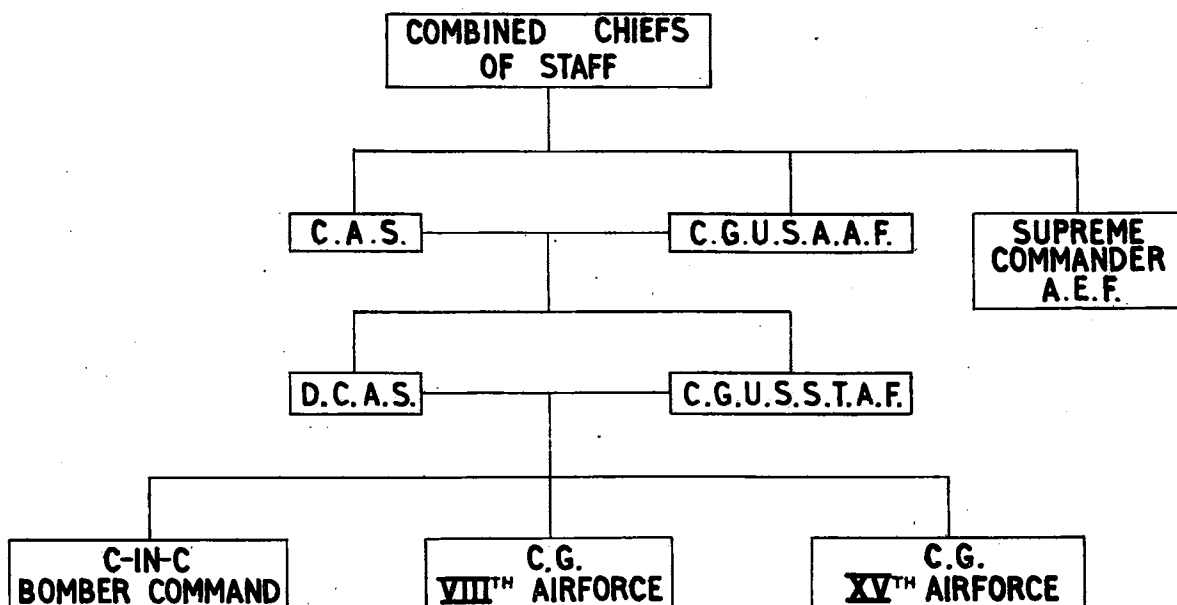 COMBINED CHIEFS
OF STAFF
C.A.S.
C.G.U.S.A.A.F.
SUPREME
COMMANDER
A.E.F.
D.C.A.S.
C.G.U.S.S.T.A.F.
C-IN-C
BOMBER COMMAND
C.G.
VIIITH AIRFORCE
C.G.
XVTH AIRFORCE